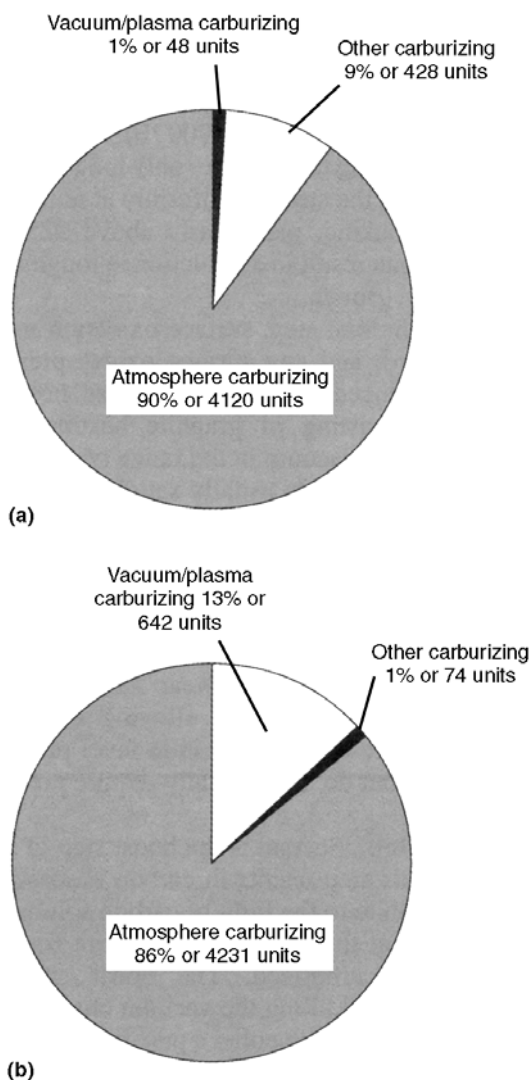 Vacuum/plasma carburizing
1% or 48 units
Other carburizing
9% or 428 units
Atmosphere carburizing
90% or 4120 units
(a)
Vacuum/plasma
carburizing 13% or
642 units
Other carburizing
1% or 74 units
Atmosphere carburizing
86% or 4231 units
(b)